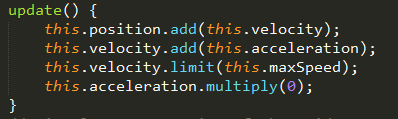 update() {
    this.position.add(this.velocity);
    this.velocity.add(this.acceleration);
    this.velocity.limit(this.maxSpeed);
    this.acceleration.multiply(0);
}